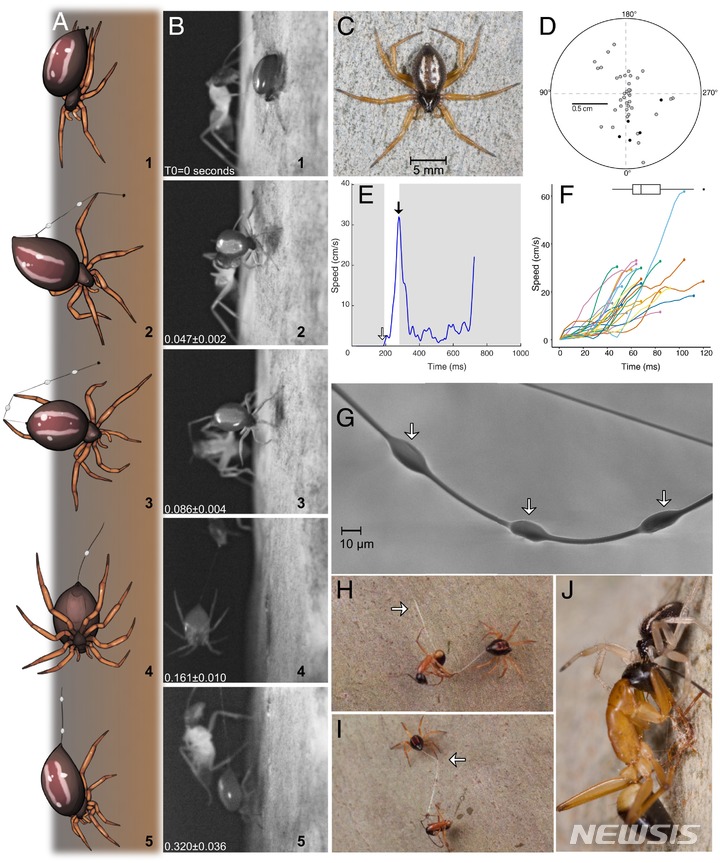 A
1
2
3
4
5
B
T0=0 seconds
1
0.047±0.002
2
0.086±0.004
3
0.161±0.010
4
0.320±0.036
5
C
5 mm
D
180°
90°
270°
0.5 cm
0°
E
Speed (cm/s)
40
30
20
10
0
200
400
600
800
1000
Time (ms)
F
Speed (cm/s)
60
40
20
0
0
20
40
60
80
100
120
Time (ms)
G
10 µm
H
I
J
NEWSIS